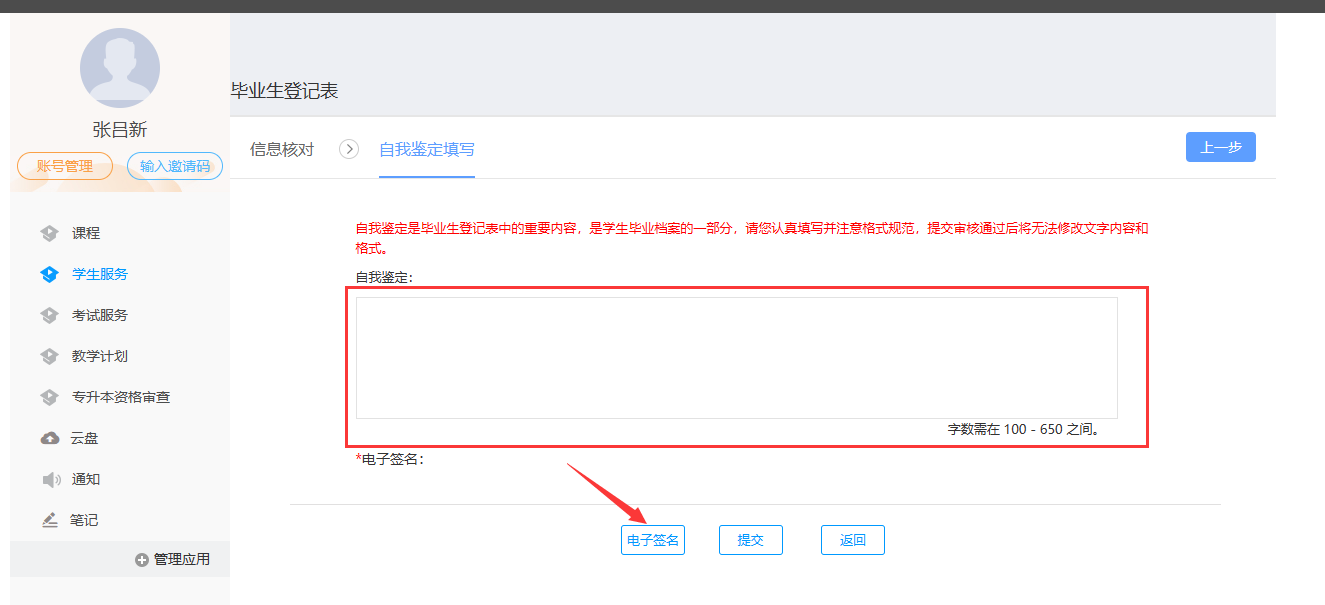 张吕新
账号管理
输入邀请码
课程
学生服务
考试服务
教学计划
专升本资格审查
云盘
通知
笔记
管理应用
毕业生登记表
信息核对
自我鉴定填写
上一步
自我鉴定是毕业生登记表中的重要内容，是学生毕业档案的一部分，请您认真填写并注意格式规范，提交审核通过后将无法修改文字内容和
格式。
自我鉴定：
字数需在 100 - 650 之间。
*电子签名：
电子签名
提交
返回